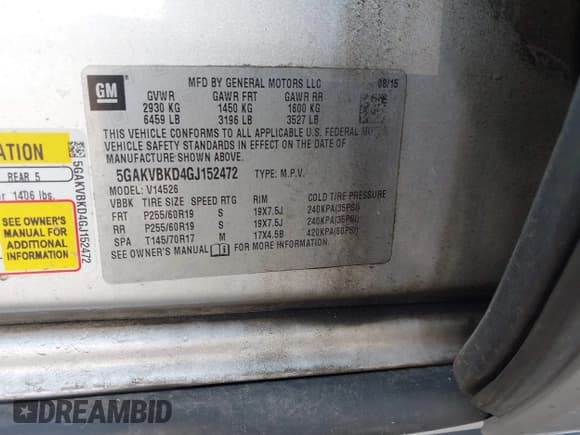 GM
MFD BY GENERAL MOTORS LLC 08/15
GVWR GAWR FRT GAWR RR
2930 KG 1450 KG 1600 KG
6459 LB 3196 LB 3527 LB
THIS VEHICLE CONFORMS TO ALL APPLICABLE U.S. FEDERAL
VEHICLE SAFETY STANDARDS IN EFFECT ON THE DATE OF
MANUFACTURE SHOWN ABOVE.
5GAKVBKD4GJ152472 TYPE: M.P.V.
MODEL: V14526
VBBK TIRE SIZE SPEED RTG RIM COLD TIRE PRESSURE
FRT P255/60R19 S 19X7.5J 240KPA(35PSI)
RR P255/60R19 S 19X7.5J 240KPA(35PSI)
SPA T145/70R17 M 17X4.5B 420KPA(60PSI)
SEE OWNER'S MANUAL FOR MORE INFORMATION.
ATION
REAR 5
1406 lbs.
SEE OWNER'S
MANUAL FOR
ADDITIONAL
INFORMATION
5GAKVBKD4GJ152472
DREAMBID